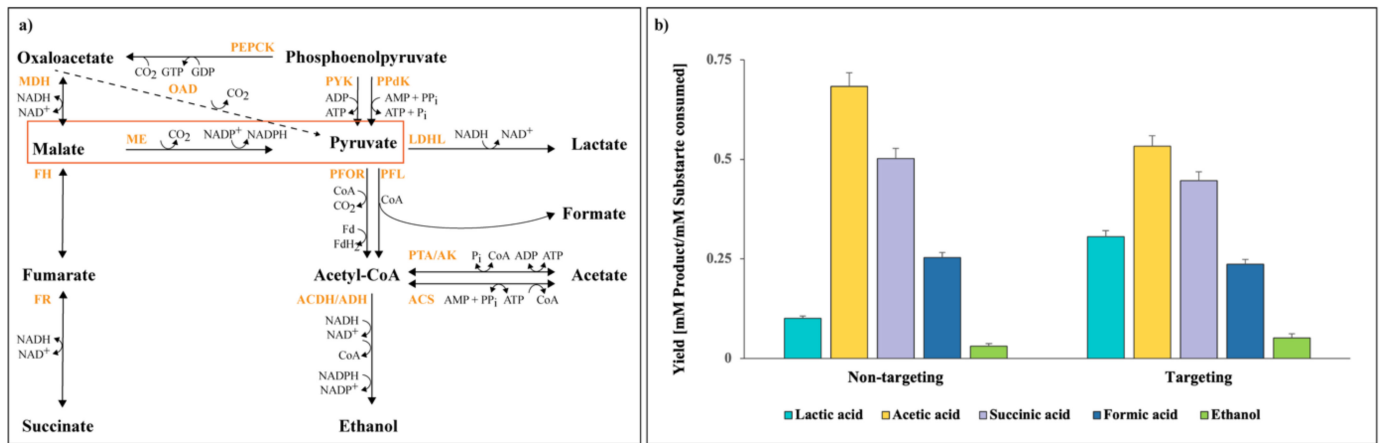 a)
PEPCK
Oxaloacetate
Phosphoenolpyruvate
CO2 GTP GDP
MDH
OAD
PYK
PPdK
NADH
NAD+
CO2
ADP
ATP
AMP + PPi
ATP + Pi
Malate
ME
CO2
NADP+
NADPH
Pyruvate
LDHL
NADH
NAD+
Lactate
FH
PFOR
PFL
CoA
CO2
CoA
Formate
Fd
FdH2
Fumarate
Acetyl-CoA
PTA/AK
Pi CoA ADP ATP
Acetate
FR
ACDH/ADH
ACS
AMP + PPi ATP CoA
NADH
NAD+
NADH
NAD+
CoA
NADPH
NADP+
Succinate
Ethanol
b)
Yield [mM Product/mM Substarte consumed]
0.75
0.5
0.25
0
Non-targeting
Targeting
Lactic acid
Acetic acid
Succinic acid
Formic acid
Ethanol